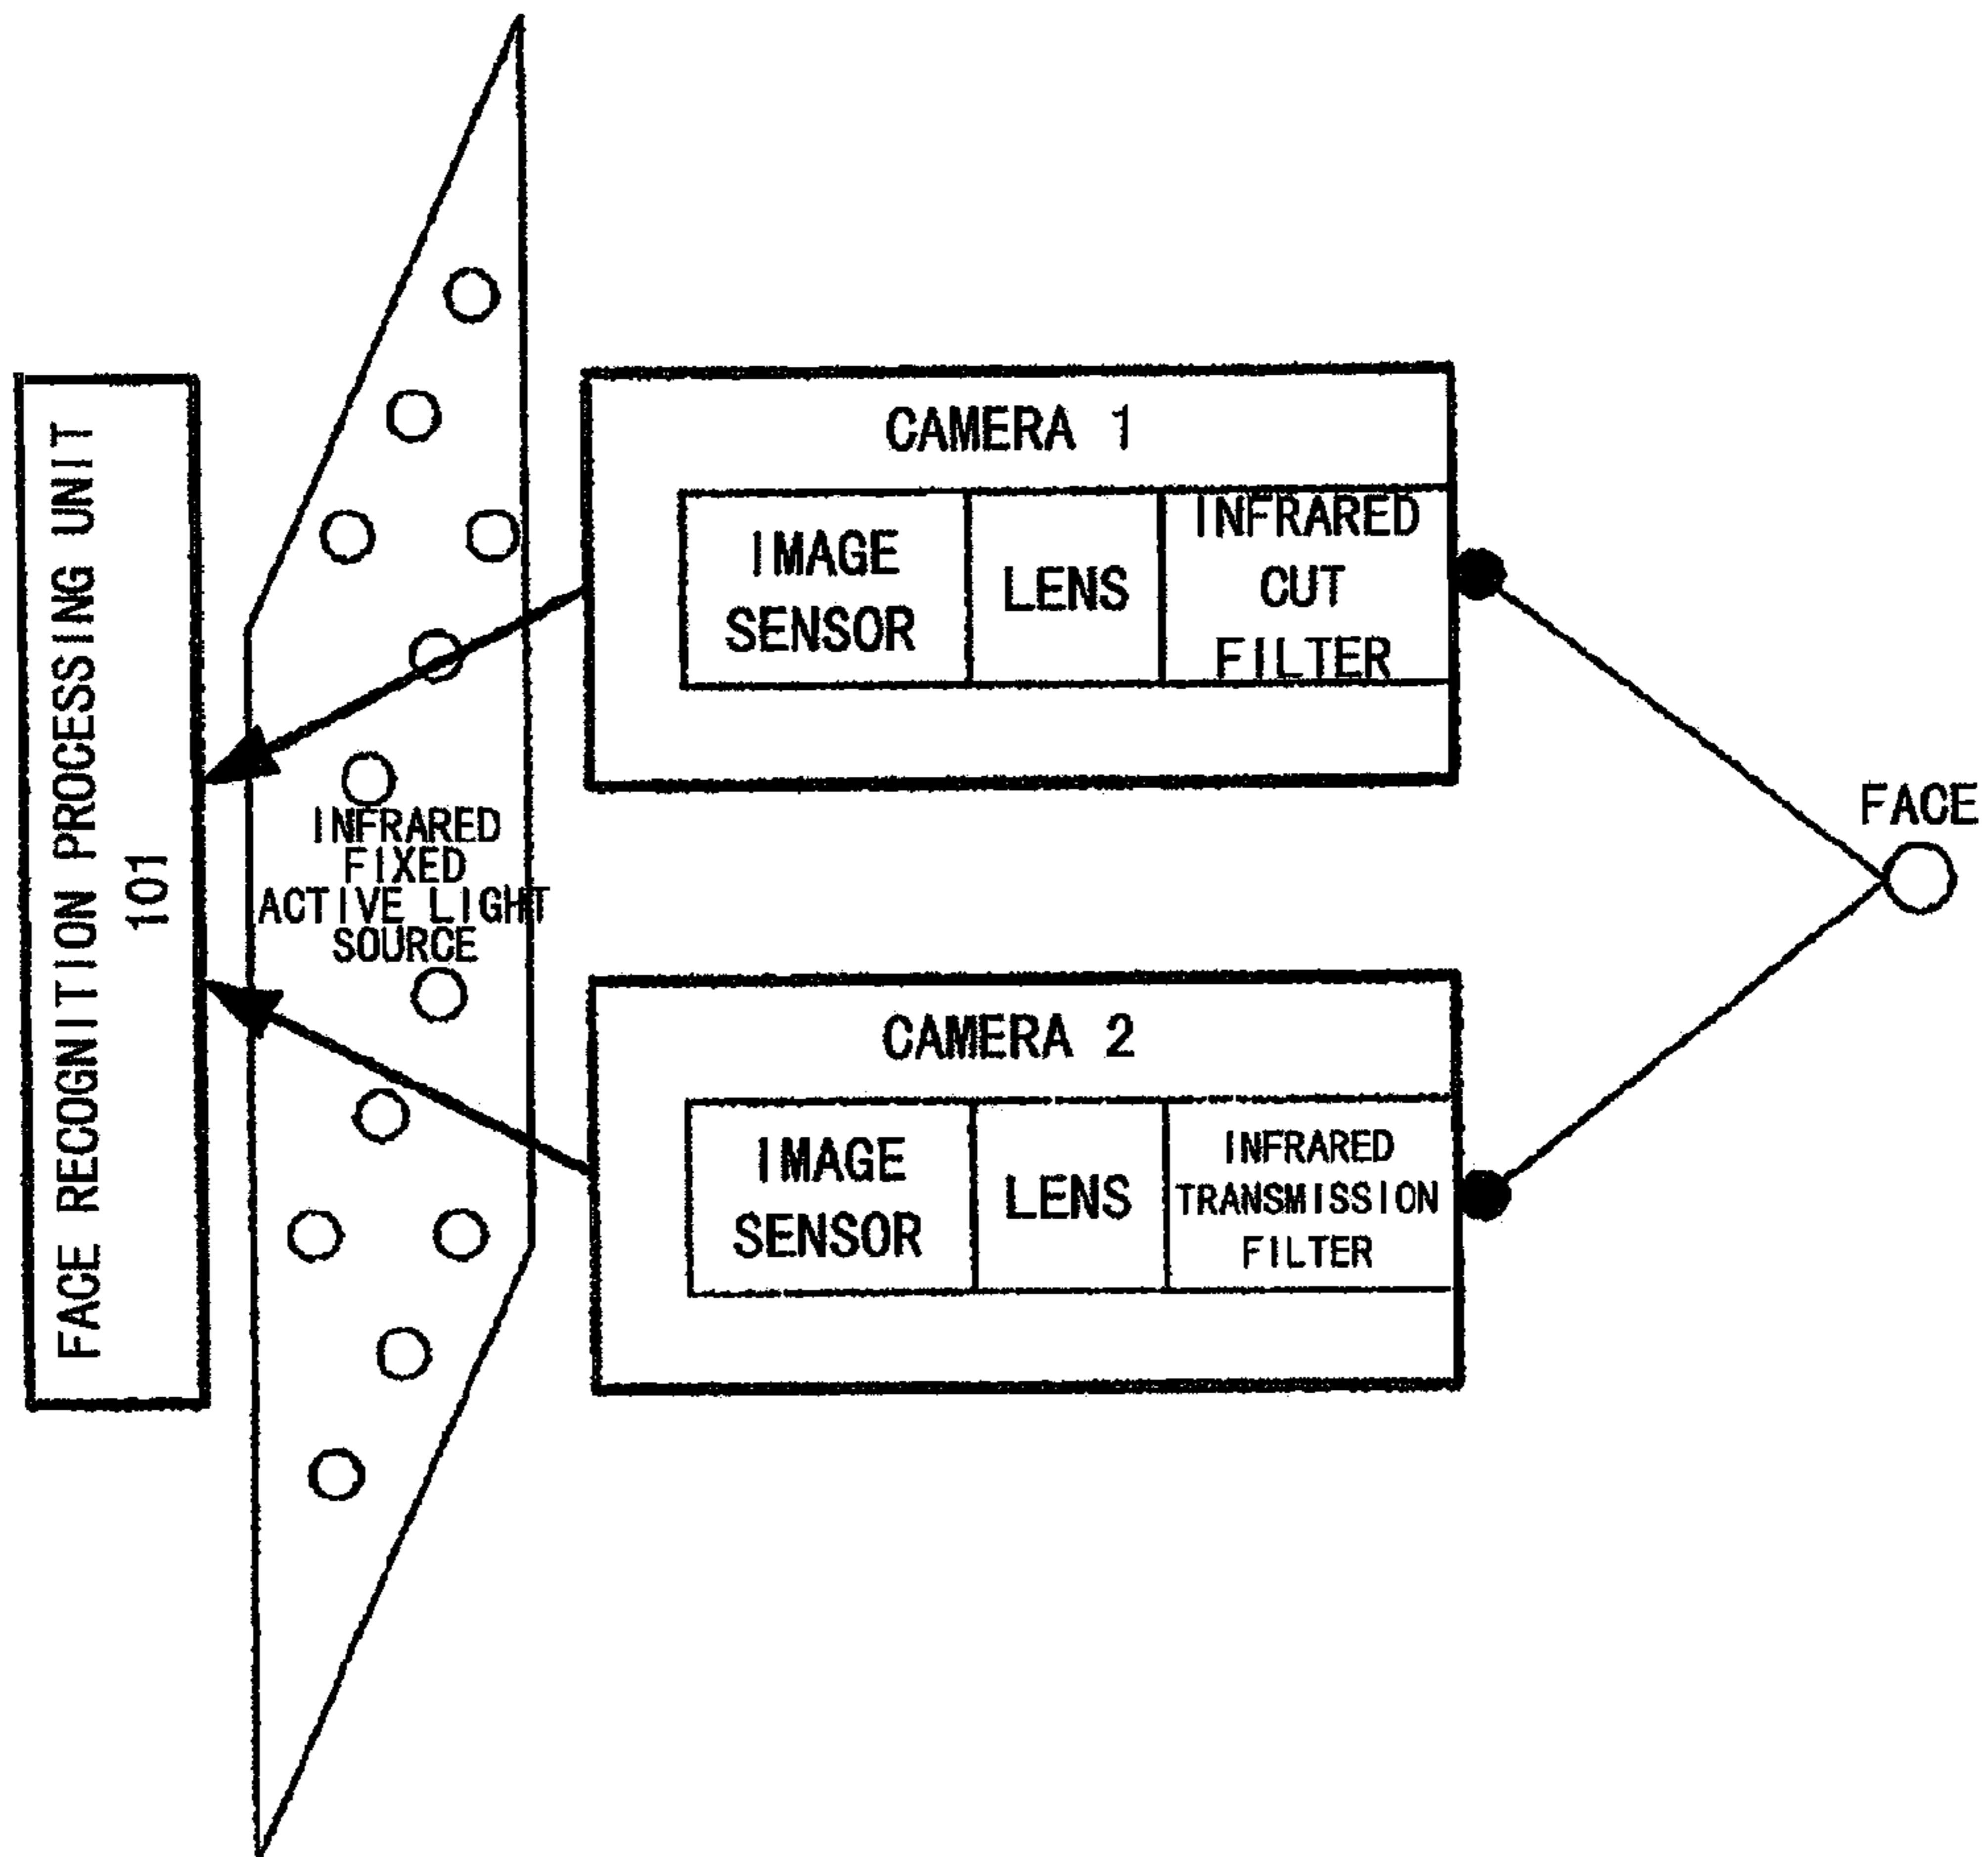 FACE RECOGNITION PROCESSING UNIT
101
INFRARED
FIXED
ACTIVE LIGHT
SOURCE
CAMERA 1
IMAGE
SENSOR
LENS
INFRARED
CUT
FILTER
CAMERA 2
IMAGE
SENSOR
LENS
INFRARED
TRANSMISSION
FILTER
FACE